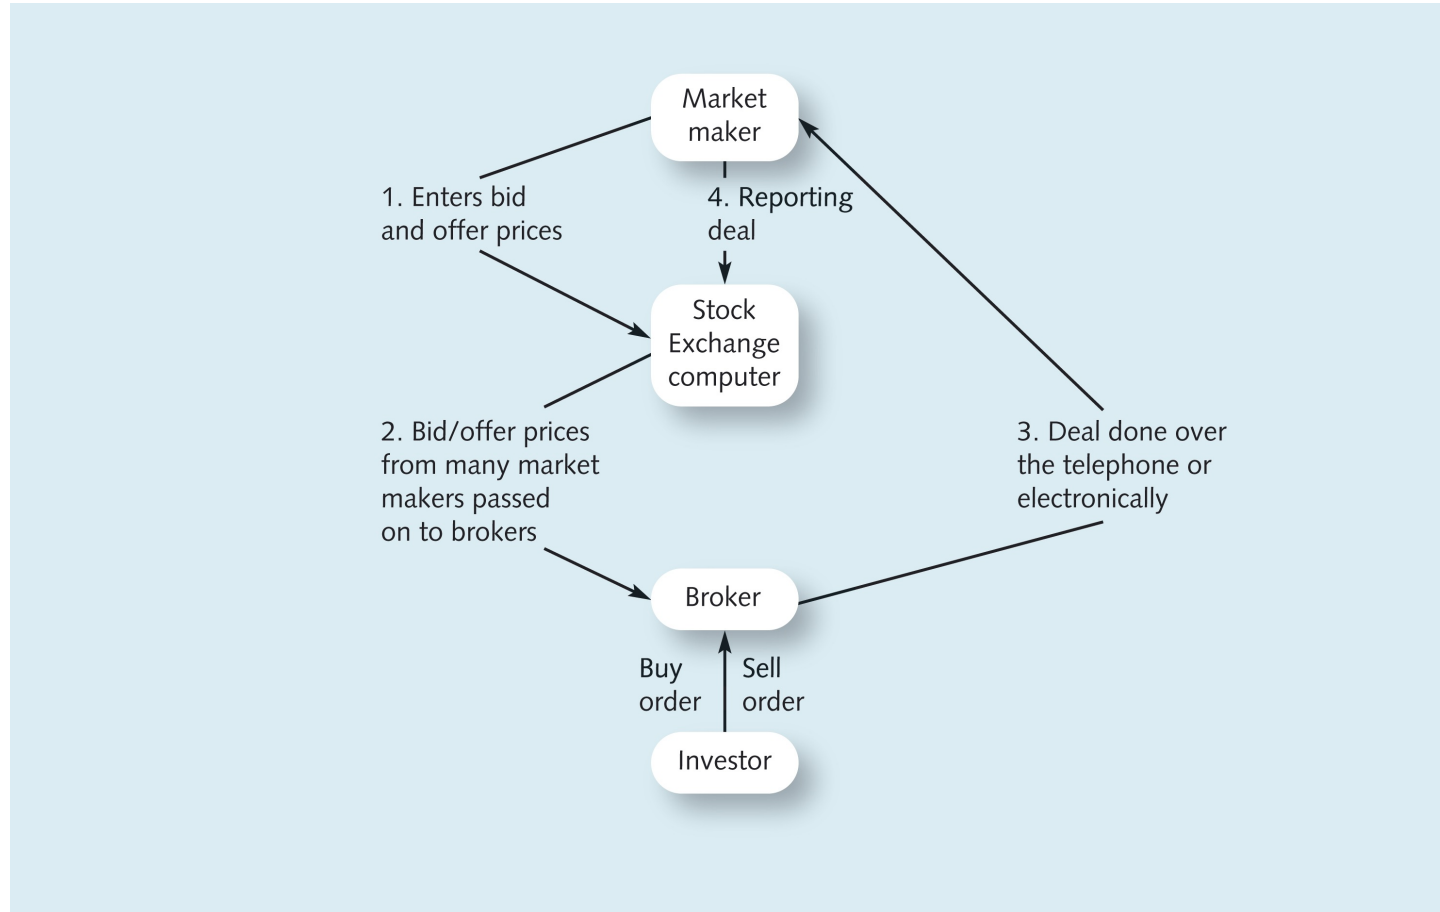 Market
maker
1. Enters bid
and offer prices
4. Reporting
deal
Stock
Exchange
computer
2. Bid/offer prices
from many market
makers passed
on to brokers
3. Deal done over
the telephone or
electronically
Broker
Buy
order
Sell
order
Investor